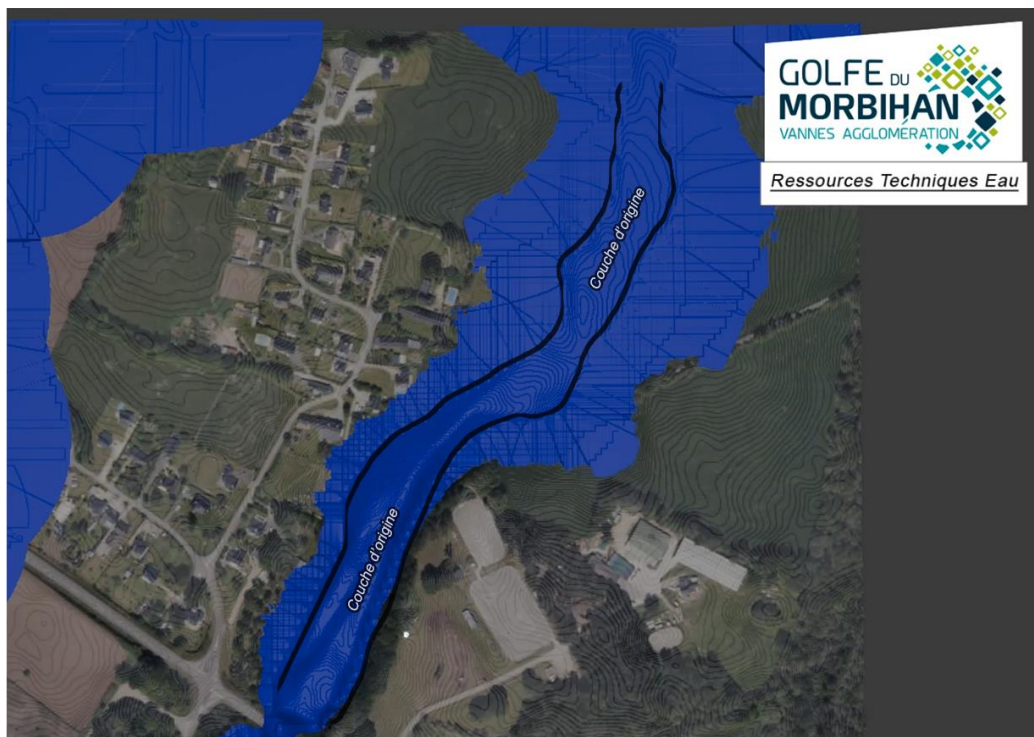 GOLFE DU
MORBIHAN
VANNES AGGLOMÉRATION
Ressources Techniques Eau
Couche d'origine
Couche d'origine